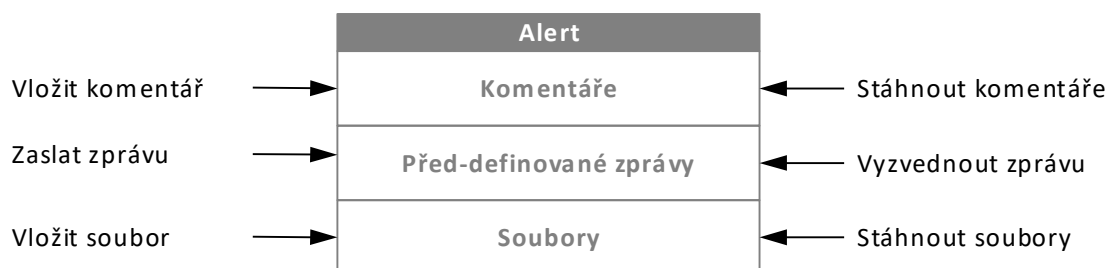 Alert
Vložit komentář
Komentáře
Stáhnout komentáře
Zaslat zprávu
Před-definované zprávy
Vyzvednout zprávu
Vložit soubor
Soubory
Stáhnout soubory